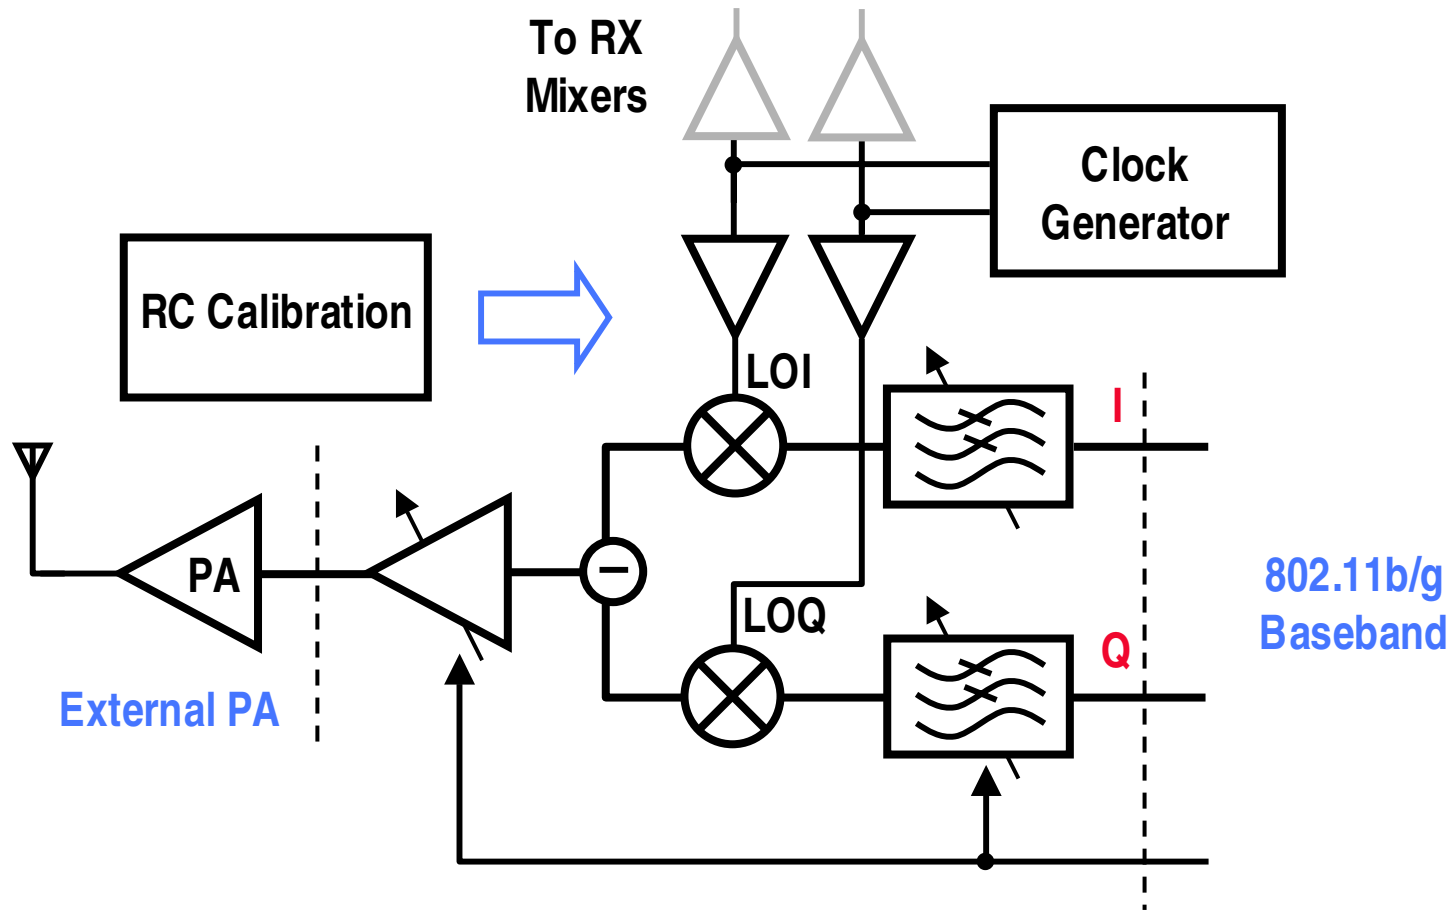 To RX
Mixers
Clock
Generator
RC Calibration
LOI
I
PA
–
802.11b/g
Baseband
LOQ
Q
External PA